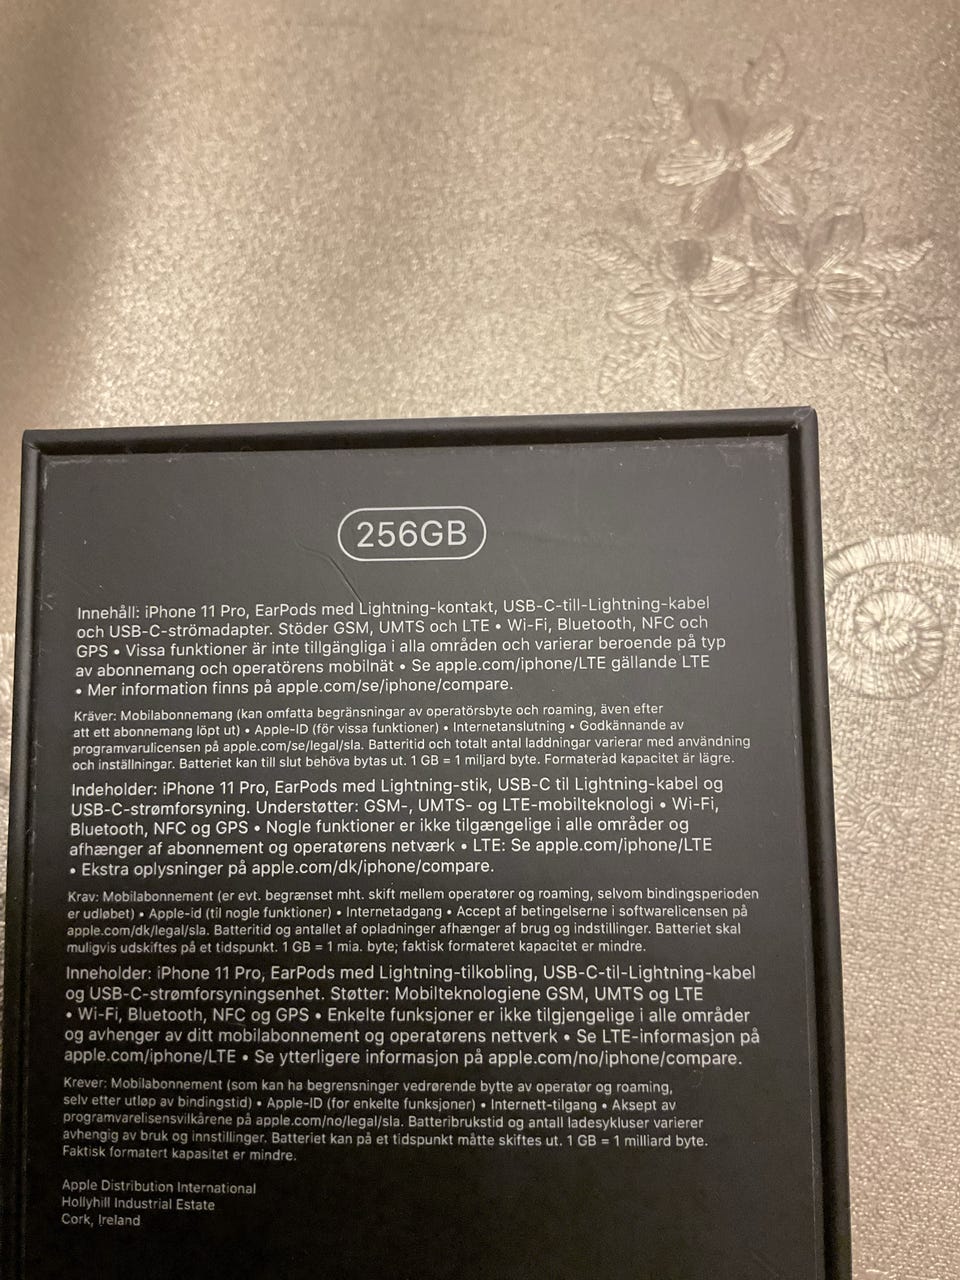 256GB
Innehåll: iPhone 11 Pro, EarPods med Lightning-kontakt, USB-C-till-Lightning-kabel
och USB-C-strömadapter. Stöder GSM, UMTS och LTE • Wi-Fi, Bluetooth, NFC och
GPS • Vissa funktioner är inte tillgängliga i alla områden och varierar beroende på typ
av abonnemang och operatörens mobilnät • Se apple.com/iphone/LTE gällande LTE
• Mer information finns på apple.com/se/iphone/compare.
Kräver: Mobilabonnemang (kan omfatta begränsningar av operatörsbyte och roaming, även efter
att ett abonnemang löpt ut) • Apple-ID (för vissa funktioner) • Internetanslutning • Godkännande av
programvarulicensen på apple.com/se/legal/sla. Batteritid och totalt antal laddningar varierar med användning
och inställningar. Batteriet kan till slut behöva bytas ut. 1 GB = 1 miljard byte. Formaterad kapacitet är lägre.
Indeholder: iPhone 11 Pro, EarPods med Lightning-stik, USB-C til Lightning-kabel og
USB-C-strømforsyning. Understøtter: GSM-, UMTS- og LTE-mobilteknologi • Wi-Fi,
Bluetooth, NFC og GPS • Nogle funktioner er ikke tilgængelige i alle områder og
afhænger af abonnement og operatørens netværk • LTE: Se apple.com/iphone/LTE
• Ekstra oplysninger på apple.com/dk/iphone/compare.
Krav: Mobilabonnement (er evt. begrænset mht. skift mellem operatører og roaming, selvom bindingsperioden
er udløbet) • Apple-id (til nogle funktioner) • Internetadgang • Accept af betingelserne i softwarelicensen på
apple.com/dk/legal/sla. Batteritid og antallet af opladninger afhænger af brug og indstillinger. Batteriet skal
muligvis udskiftes på et tidspunkt. 1 GB = 1 mia. byte; faktisk formateret kapacitet er mindre.
Inneholder: iPhone 11 Pro, EarPods med Lightning-tilkobling, USB-C-til-Lightning-kabel
og USB-C-strømforsyningsenhet. Støtter: Mobilteknologiene GSM, UMTS og LTE
• Wi-Fi, Bluetooth, NFC og GPS • Enkelte funksjoner er ikke tilgjengelige i alle områder
og avhenger av ditt mobilabonnement og operatørens nettverk • Se LTE-informasjon på
apple.com/iphone/LTE • Se ytterligere informasjon på apple.com/no/iphone/compare.
Krever: Mobilabonnement (som kan ha begrensninger vedrørende bytte av operatør og roaming,
selv etter utløp av bindingstid) • Apple-ID (for enkelte funksjoner) • Internett-tilgang • Aksept av
programvarelisensvilkårene på apple.com/no/legal/sla. Batteribrukstid og antall ladesykluser varierer
avhengig av bruk og innstillinger. Batteriet kan på et tidspunkt måtte skiftes ut. 1 GB = 1 milliard byte.
Faktisk formatert kapasitet er mindre.
Apple Distribution International
Hollyhill Industrial Estate
Cork, Ireland